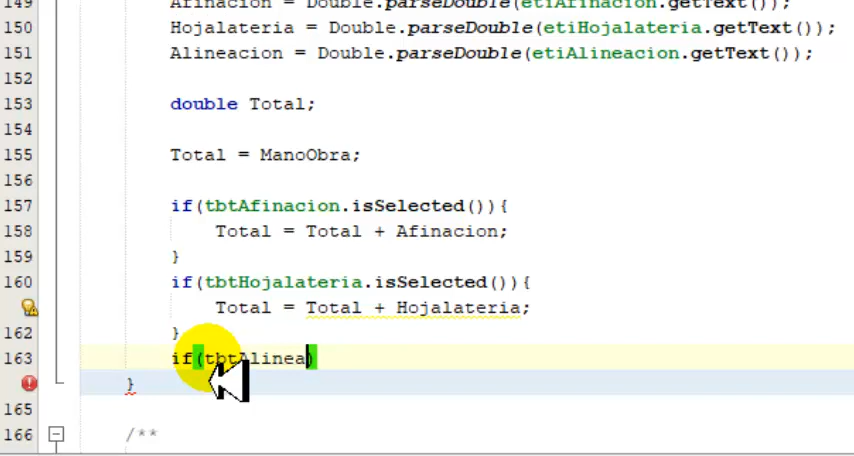 149 Afinacion = Double.parseDouble(etiAfinacion.getText());
150 Hojalateria = Double.parseDouble(etiHojalateria.getText());
151 Alineacion = Double.parseDouble(etiAlineacion.getText());
152
153 double Total;
154
155 Total = ManoObra;
156
157 if(tbtAfinacion.isSelected()){
158 Total = Total + Afinacion;
159 }
160 if(tbtHojalateria.isSelected()){
Total = Total + Hojalateria;
162 }
163 if(tbtAlinea)
}
165
166 /**